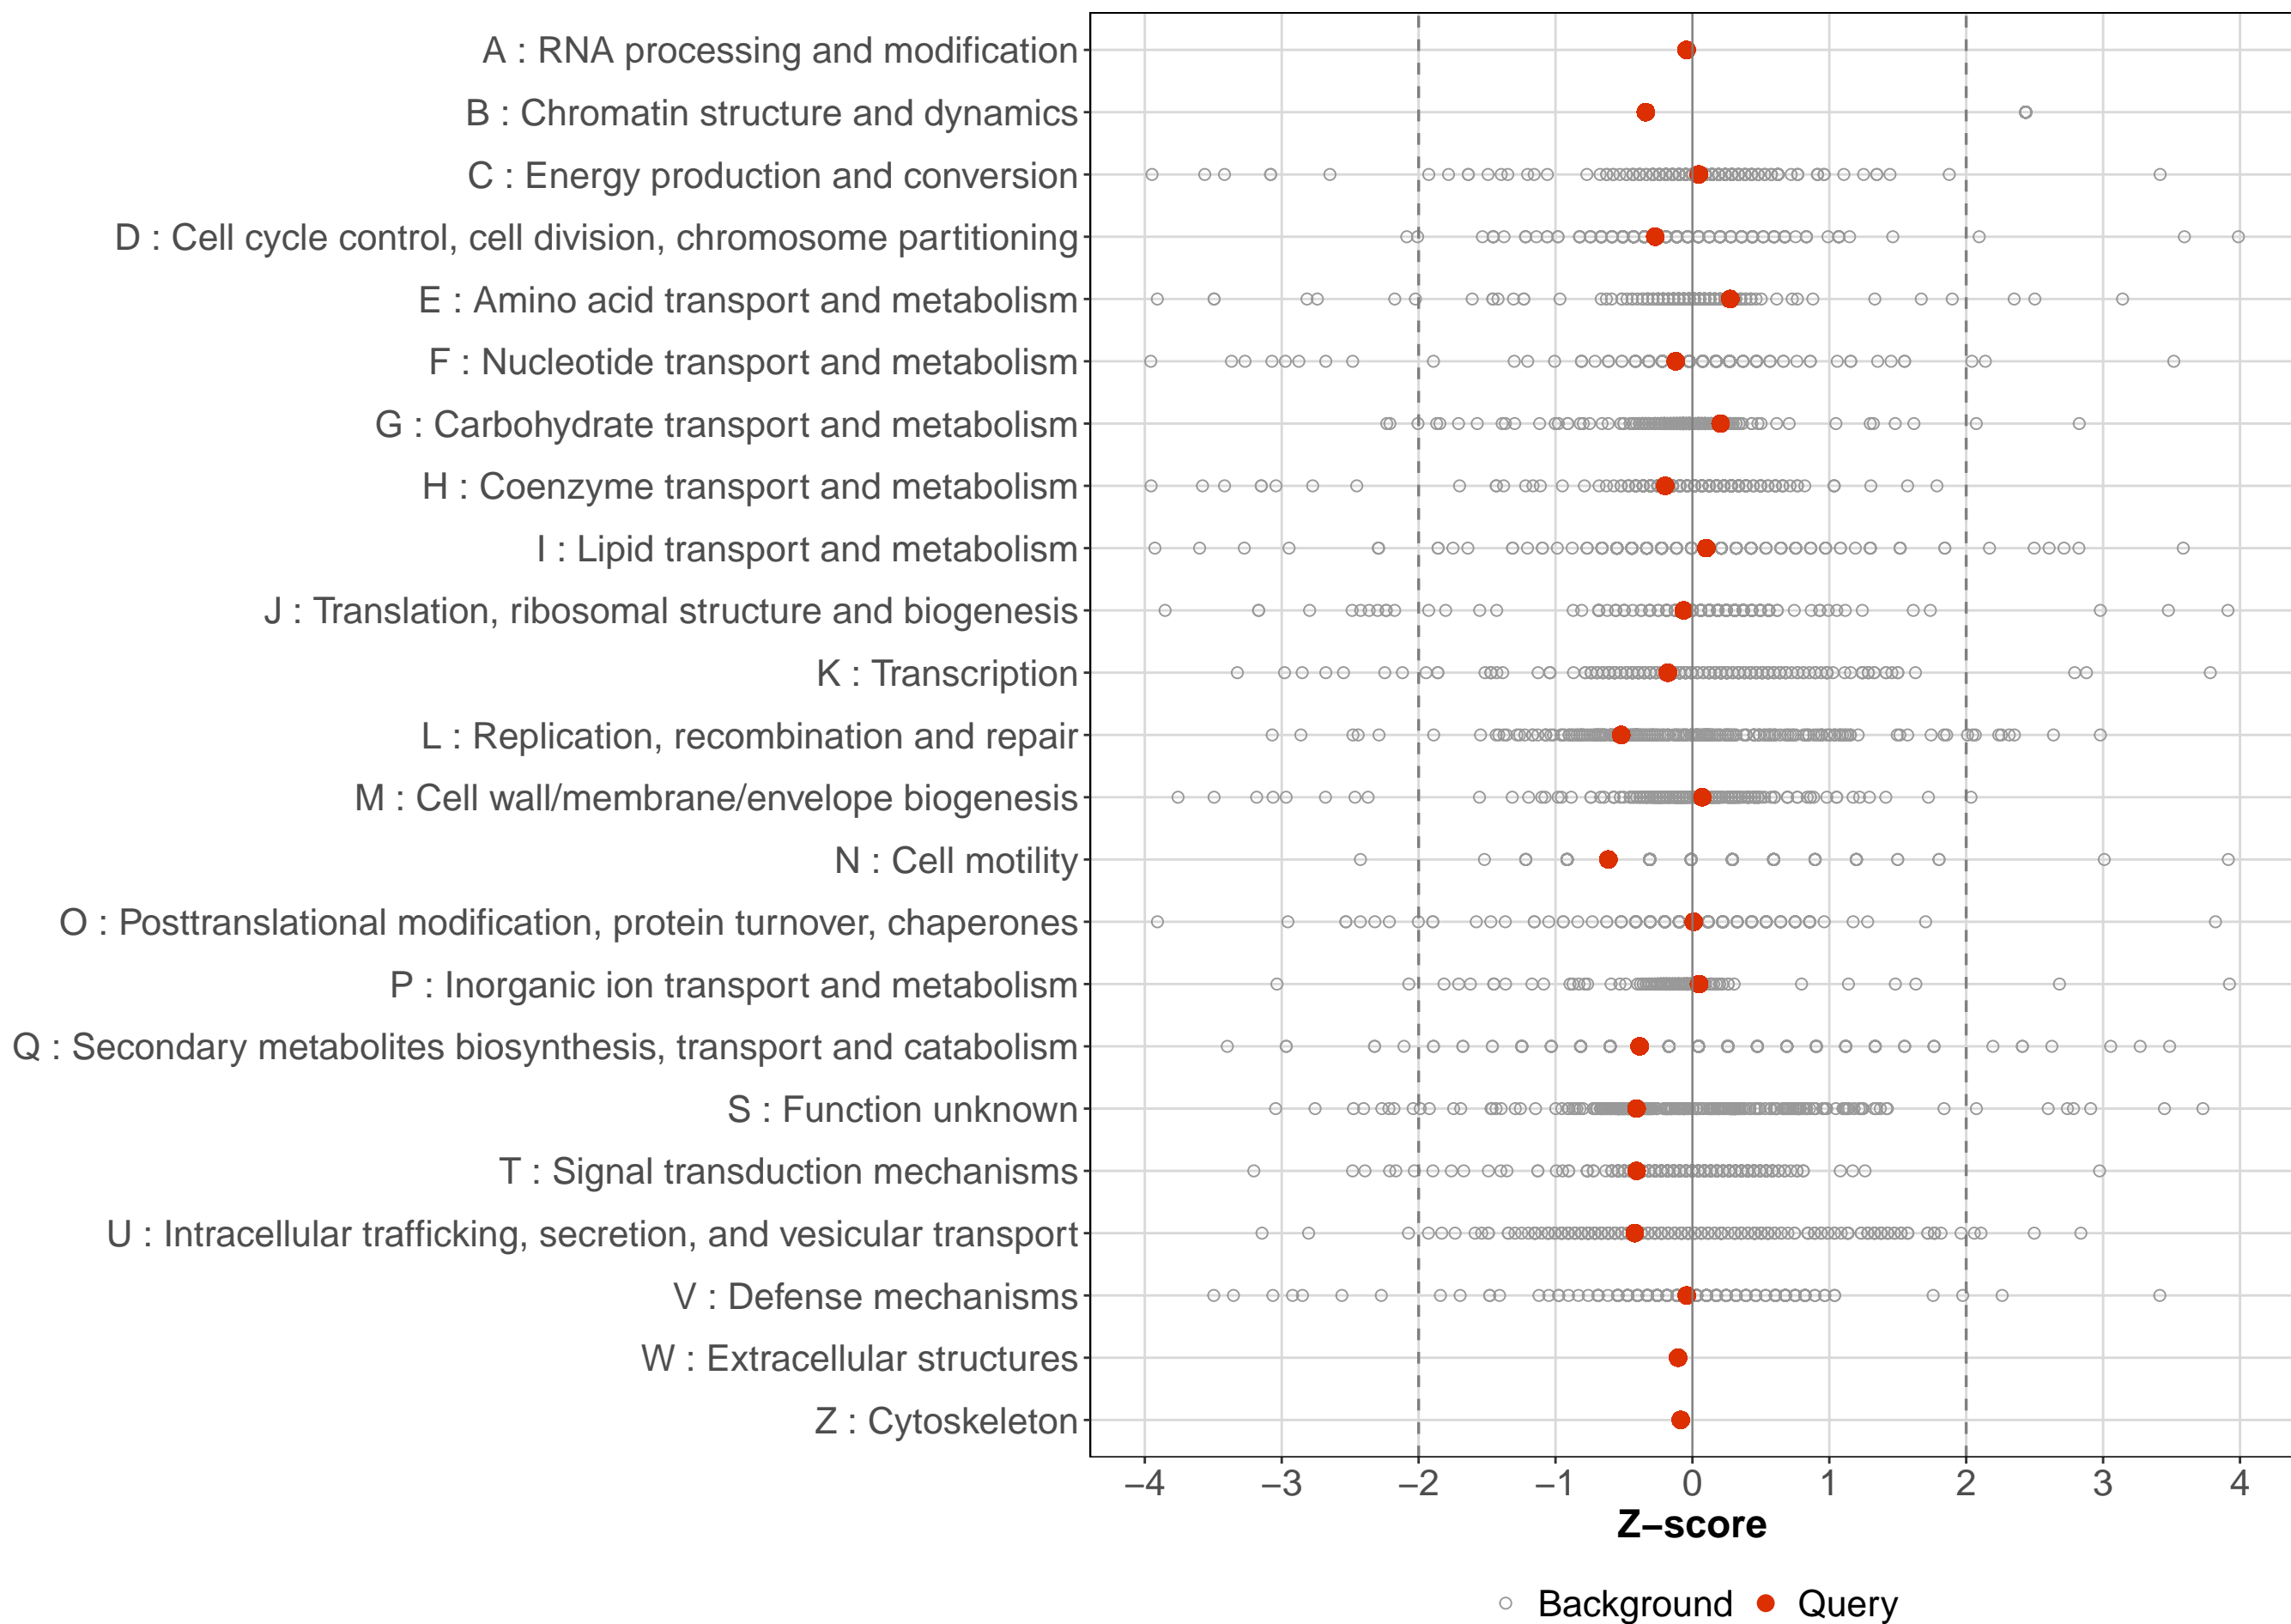 A : RNA processing and modification
B : Chromatin structure and dynamics
C : Energy production and conversion
D : Cell cycle control, cell division, chromosome partitioning
E : Amino acid transport and metabolism
F : Nucleotide transport and metabolism
G : Carbohydrate transport and metabolism
H : Coenzyme transport and metabolism
I : Lipid transport and metabolism
J : Translation, ribosomal structure and biogenesis
K : Transcription
L : Replication, recombination and repair
M : Cell wall/membrane/envelope biogenesis
N : Cell motility
O : Posttranslational modification, protein turnover, chaperones
P : Inorganic ion transport and metabolism
Q : Secondary metabolites biosynthesis, transport and catabolism
S : Function unknown
T : Signal transduction mechanisms
U : Intracellular trafficking, secretion, and vesicular transport
V : Defense mechanisms
W : Extracellular structures
Z : Cytoskeleton
−4 −3 −2 −1 0 1 2 3 4
Z−score
Background Query